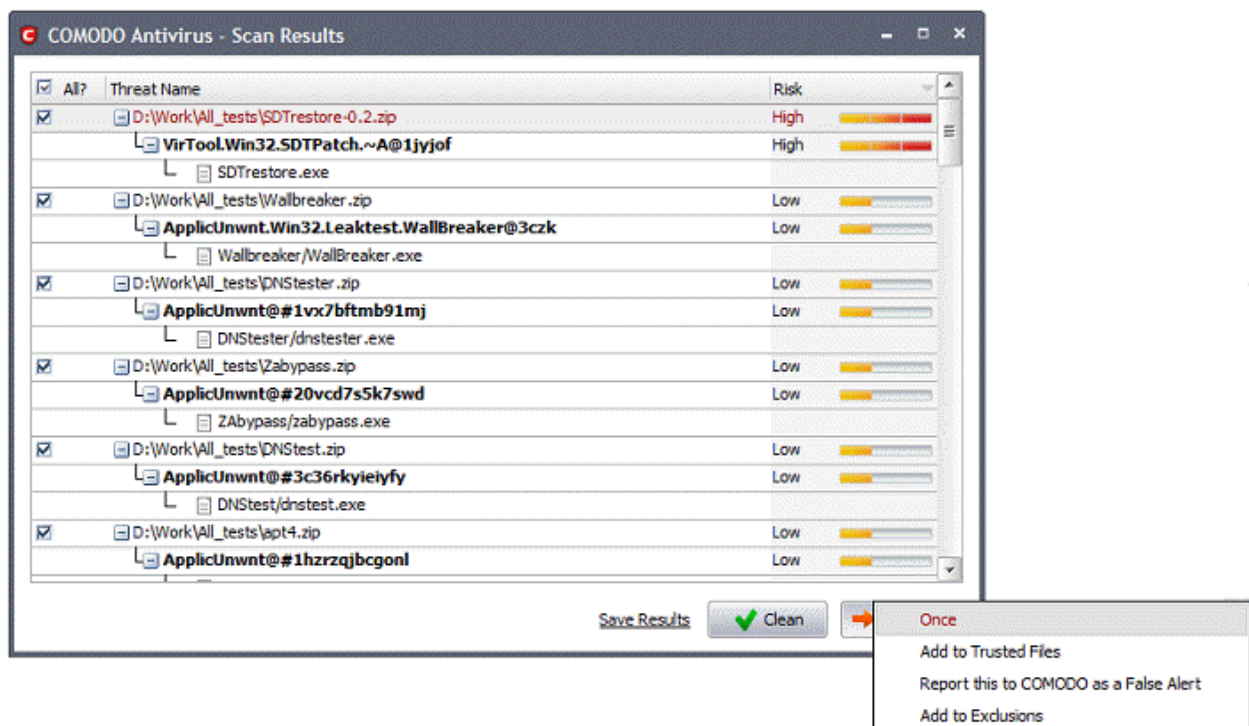 COMODO Antivirus - Scan Results
All? Threat Name Risk
D:\Work\All_tests\SDTrestore-0.2.zip High
VirTool.Win32.SDTPatch.~A@1jyjof High
SDTrestore.exe
D:\Work\All_tests\Wallbreaker.zip Low
ApplicUnwnt.Win32.Leaktest.WallBreaker@3czk Low
Wallbreaker/WallBreaker.exe
D:\Work\All_tests\DNStester.zip Low
ApplicUnwnt@#1vx7bftmb91mj Low
DNStester/dnstester.exe
D:\Work\All_tests\Zabypass.zip Low
ApplicUnwnt@#20vcd7s5k7swd Low
ZAbypass/zabypass.exe
D:\Work\All_tests\DNStest.zip Low
ApplicUnwnt@#3c36rkyieiyfy Low
DNStest/dnstest.exe
D:\Work\All_tests\apt4.zip Low
ApplicUnwnt@#1hzrzqjbcgonl Low
Save Results Clean
Once
Add to Trusted Files
Report this to COMODO as a False Alert
Add to Exclusions